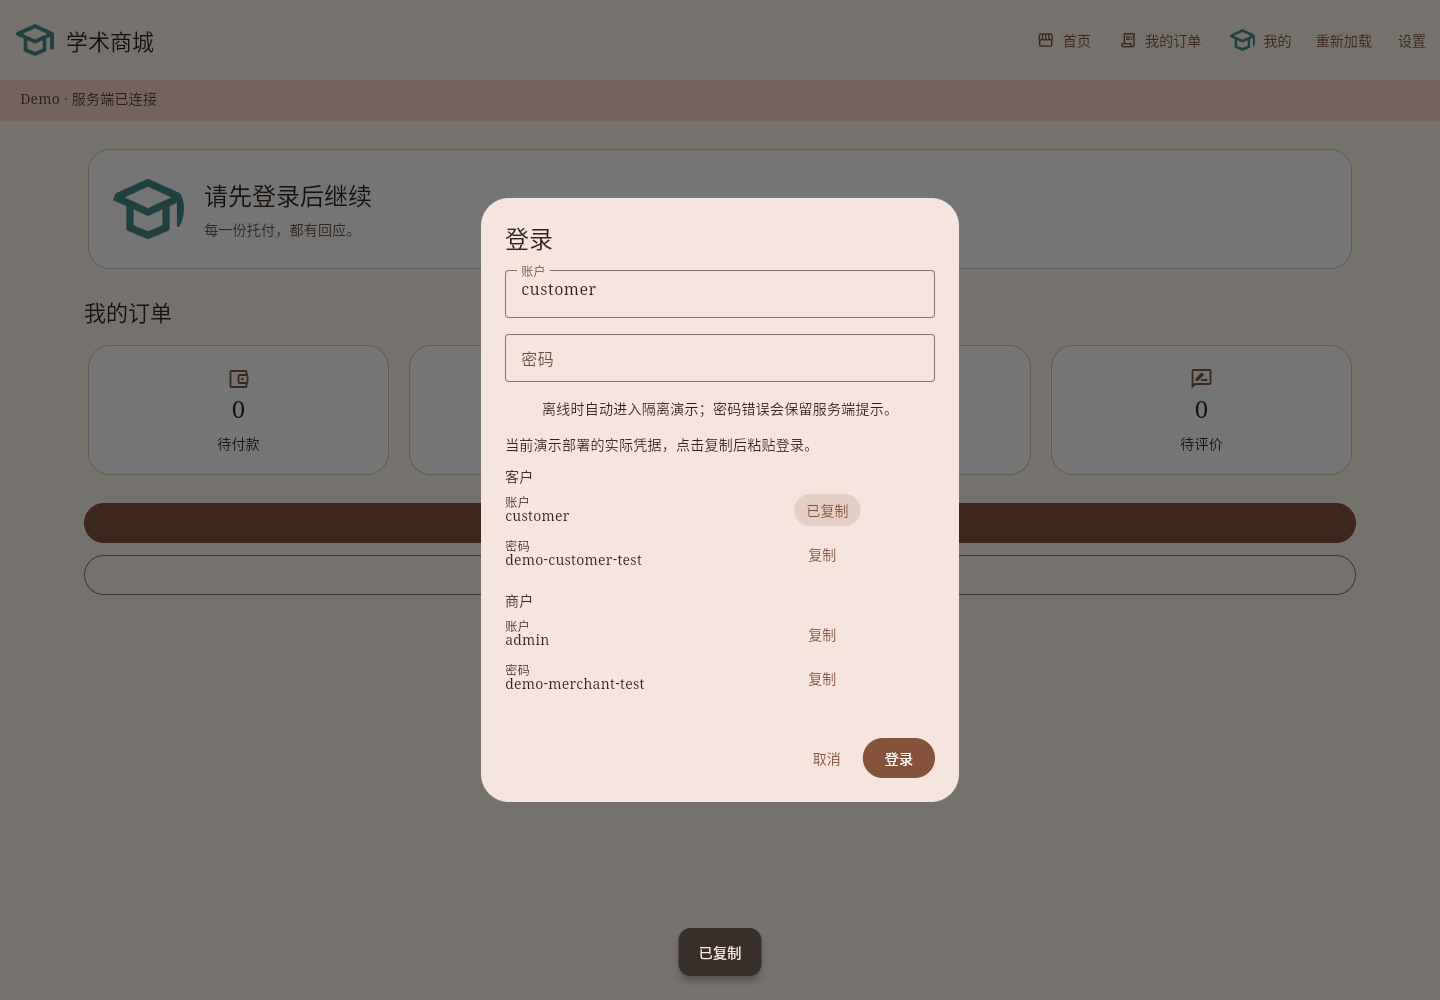 学术商城
首页
我的订单
我的
重新加载
设置
Demo · 服务端已连接
请先登录后继续
每一份托付，都有回应。
我的订单
0
待付款
0
待评价
登录
账户
customer
密码
离线时自动进入隔离演示；密码错误会保留服务端提示。
当前演示部署的实际凭据，点击复制后粘贴登录。
客户
账户
customer
已复制
密码
demo-customer-test
复制
商户
账户
admin
复制
密码
demo-merchant-test
复制
取消
登录
已复制